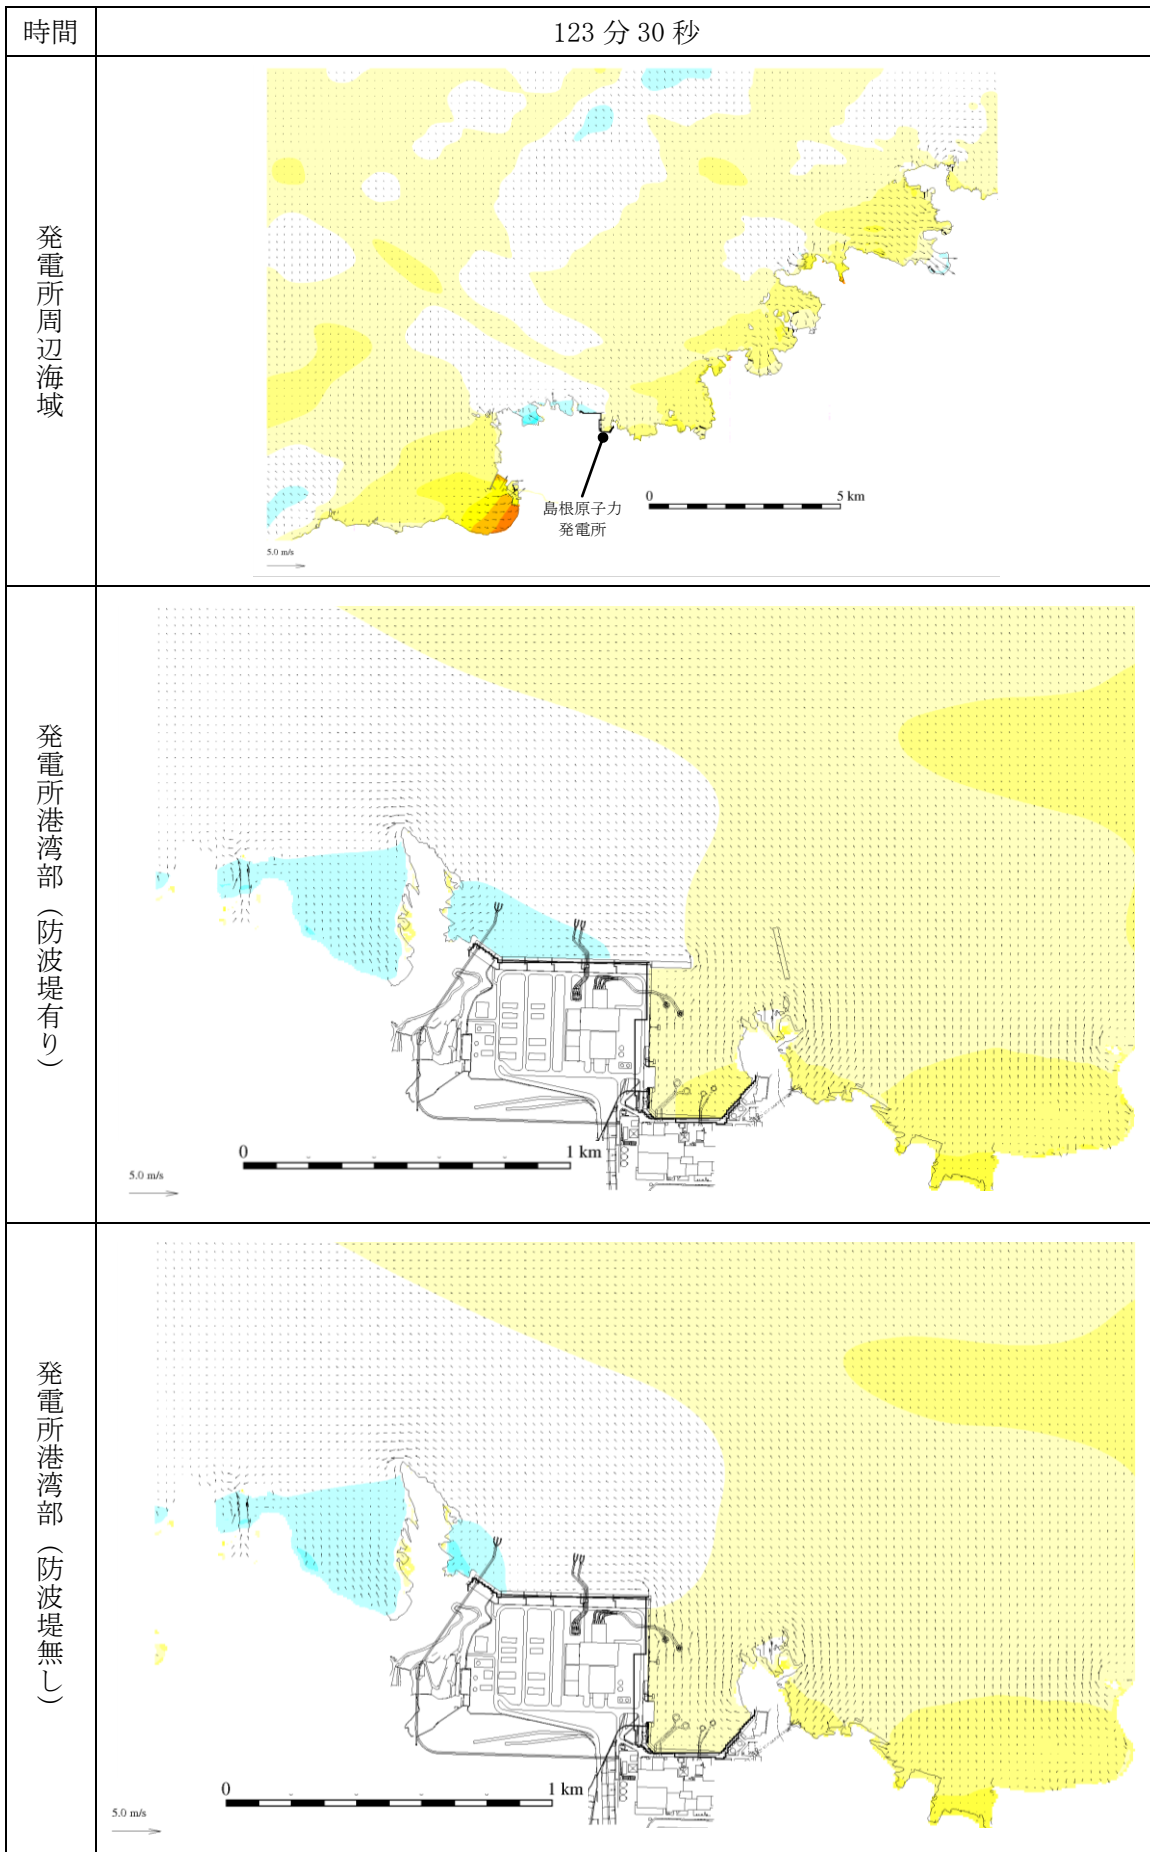 時間
123 分 30 秒
発電所周辺海域
島根原子力
発電所
0 5 km
5.0 m/s
発電所港湾部（防波堤有り）
0 1 km
5.0 m/s
発電所港湾部（防波堤無し）
0 1 km
5.0 m/s